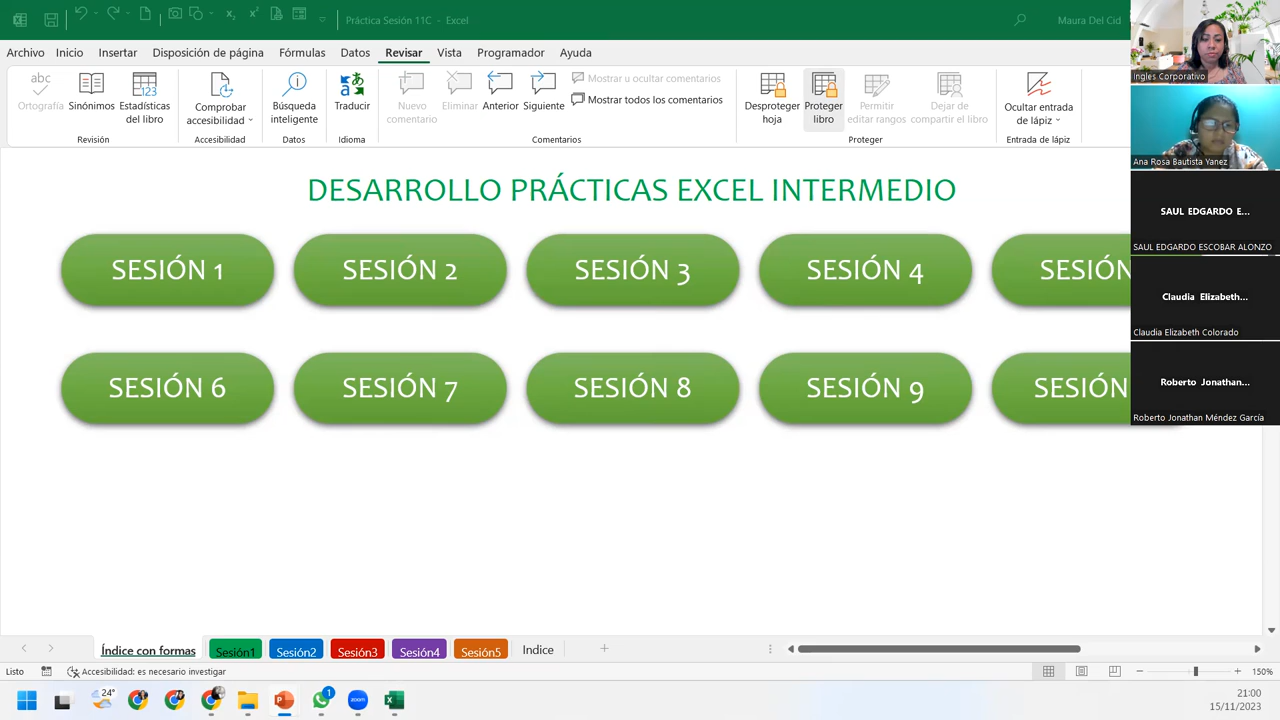 Práctica Sesión 11C - Excel
Maura Del Cid
Archivo Inicio Insertar Disposición de página Fórmulas Datos Revisar Vista Programador Ayuda
abc
Ortografía
Sinónimos
123
Estadísticas
del libro
Revisión
Comprobar
accesibilidad
Accesibilidad
Búsqueda
inteligente
Datos
Traducir
Idioma
Nuevo
comentario
Eliminar
Anterior
Siguiente
Mostrar u ocultar comentarios
Mostrar todos los comentarios
Comentarios
Desproteger
hoja
Proteger
libro
Permitir
editar rangos
Dejar de
compartir el libro
Proteger
Ocultar entrada
de lápiz
Entrada de lápiz
DESARROLLO PRÁCTICAS EXCEL INTERMEDIO
SESIÓN 1 SESIÓN 2 SESIÓN 3 SESIÓN 4 SESIÓN
SESIÓN 6 SESIÓN 7 SESIÓN 8 SESIÓN 9 SESIÓN
Ingles Corporativo
Ana Rosa Bautista Yanez
SAUL EDGARDO E...
SAUL EDGARDO ESCOBAR ALONZO
Claudia Elizabeth...
Claudia Elizabeth Colorado
Roberto Jonathan...
Roberto Jonathan Méndez García
Índice con formas Sesión1 Sesión2 Sesión3 Sesión4 Sesión5 Indice
Listo
Accesibilidad: es necesario investigar
150%
24°
1
zoom
21:00
15/11/2023